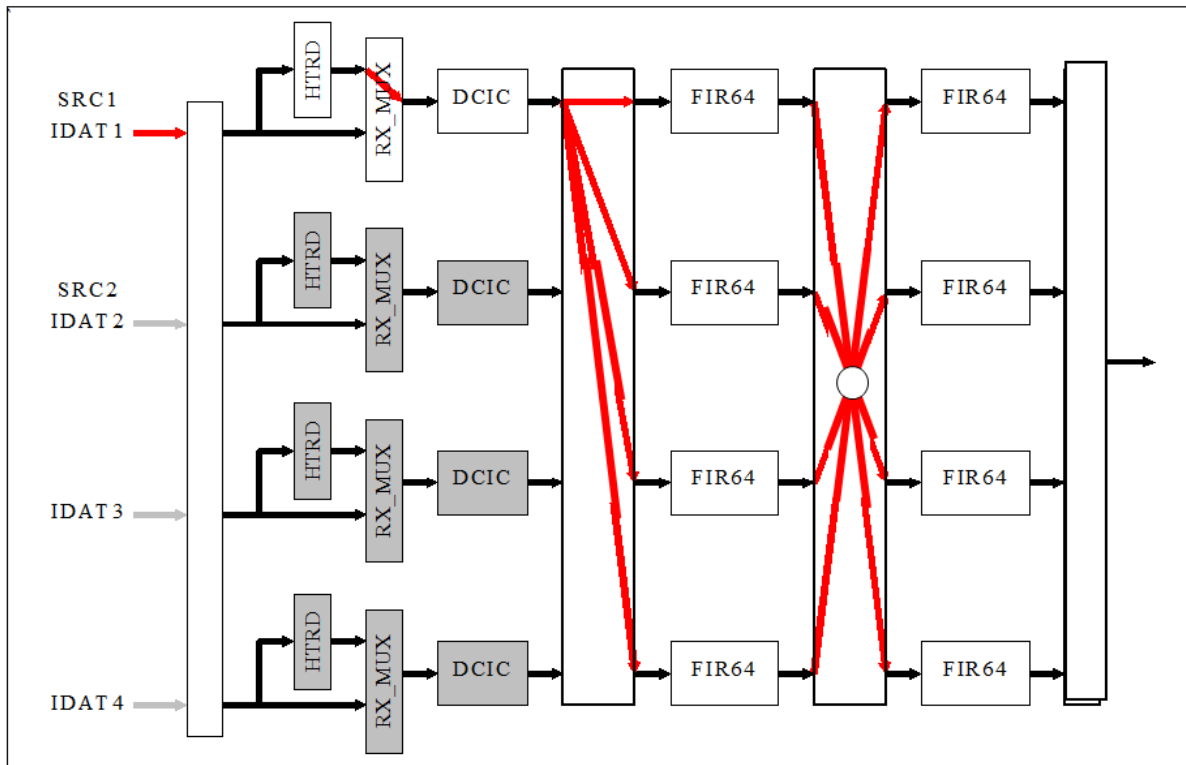 SRC1
IDAT1
HTRD
RX_MUX
DCIC
FIR64
FIR64
SRC2
IDAT2
HTRD
RX_MUX
DCIC
FIR64
FIR64
IDAT3
HTRD
RX_MUX
DCIC
FIR64
FIR64
IDAT4
HTRD
RX_MUX
DCIC
FIR64
FIR64